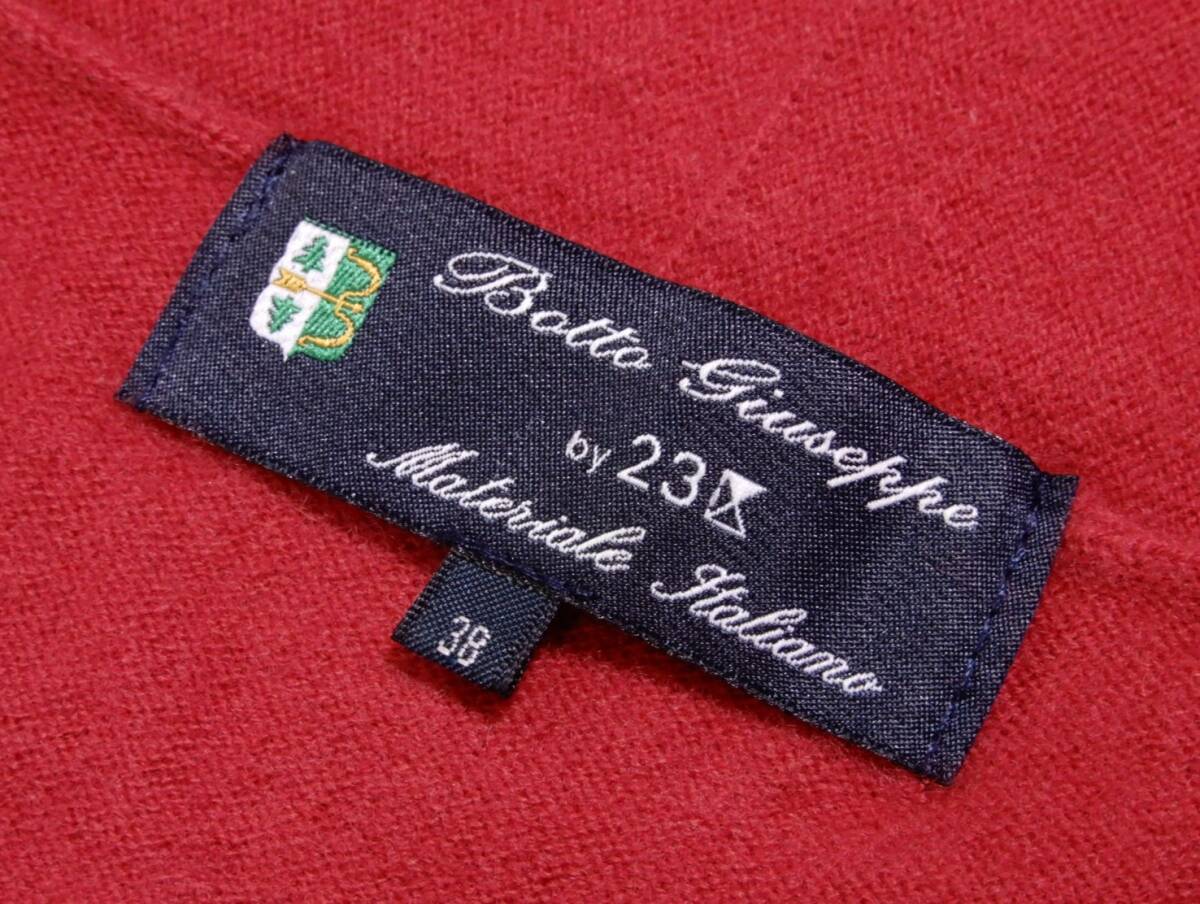 Botto Giuseppe
by 23区
Materiale Italiano
38